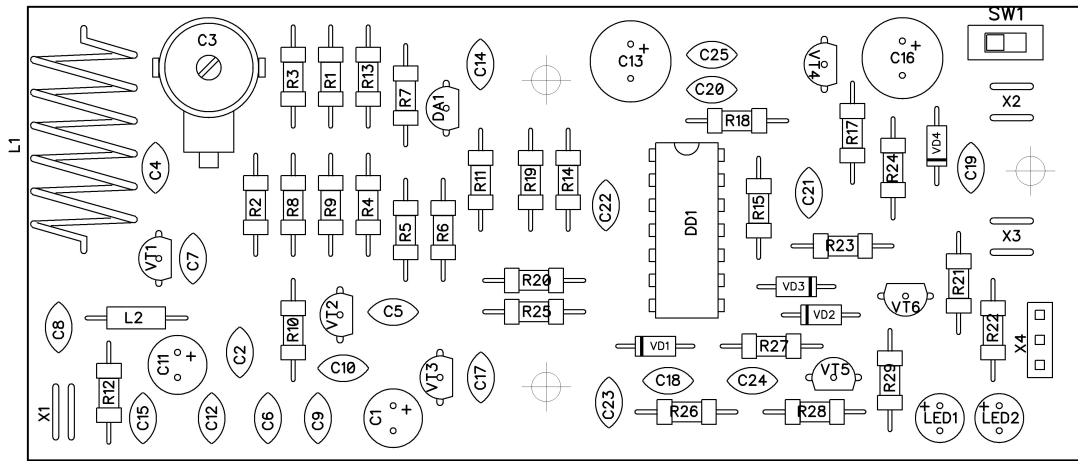 SW1
C3
R3
R1
R13
R7
DA1
C14
C13
C25
C20
VT4
C16
X2
R18
R17
R24
VD4
C19
L1
C4
R2
R8
R9
R4
R5
R6
R11
R19
R14
C22
DD1
R15
C21
R23
X3
VT1
C7
R20
R25
VD3
VD2
VT6
R21
R22
X4
C8
L2
R10
VT2
C5
C11
C2
C10
VT3
C17
VD1
R27
VT5
R29
X1
R12
C15
C12
C6
C9
C1
C23
C18
C24
R26
R28
LED1
LED2